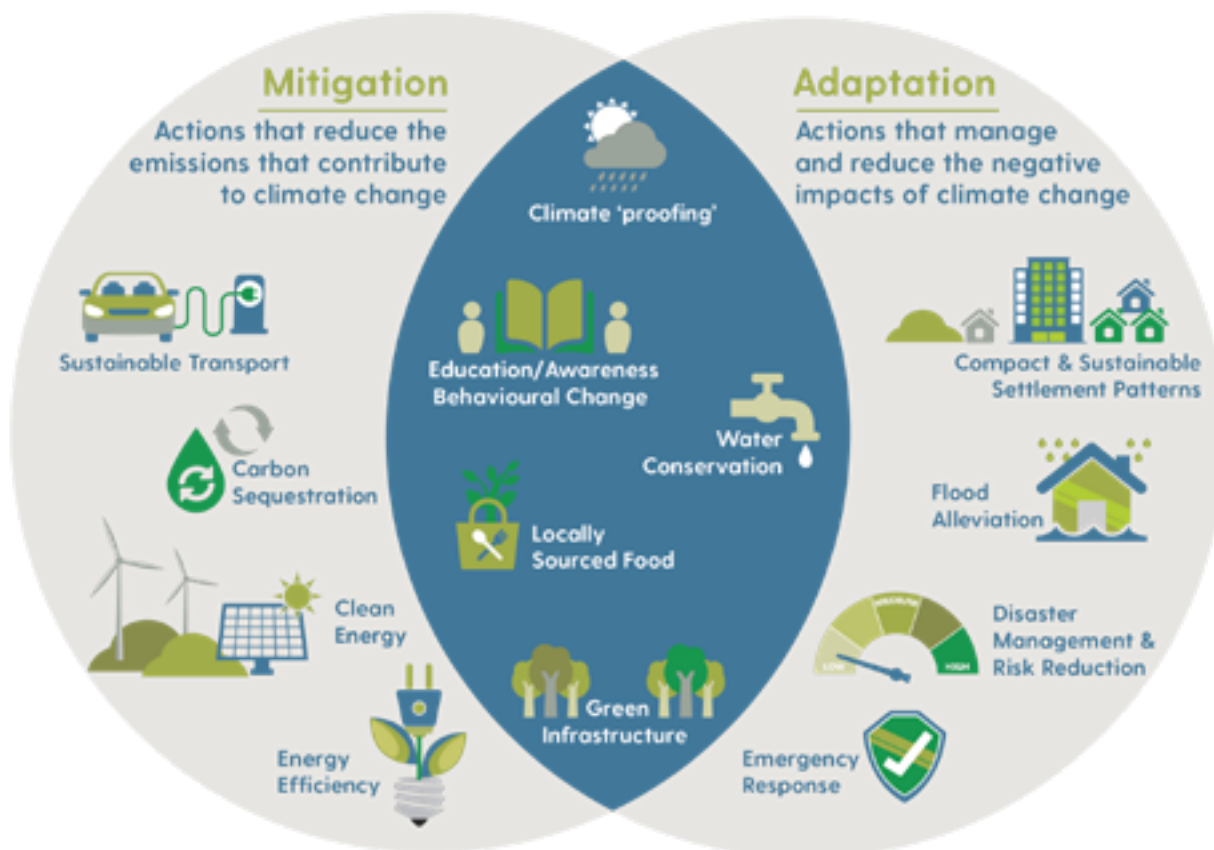 Mitigation
Actions that reduce the
emissions that contribute
to climate change
Sustainable Transport
Carbon
Sequestration
Clean
Energy
Energy
Efficiency
Climate ‘proofing’
Education/Awareness
Behavioural Change
Water
Conservation
Locally
Sourced Food
Green
Infrastructure
Adaptation
Actions that manage
and reduce the negative
impacts of climate change
Compact & Sustainable
Settlement Patterns
Flood
Alleviation
LOW
MEDIUM
HIGH
Disaster
Management &
Risk Reduction
Emergency
Response